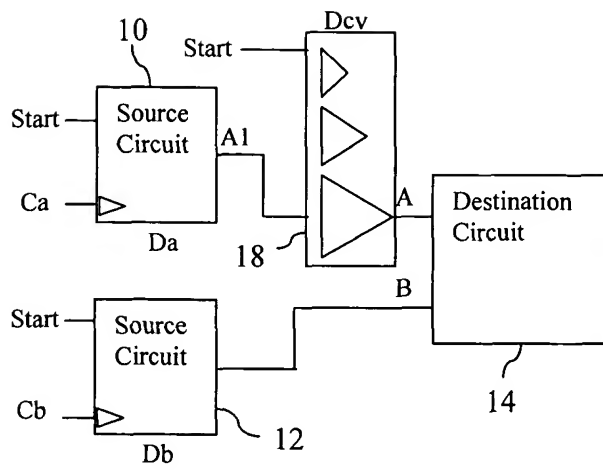 10
Dcv
Start
Start
Source
Circuit
A1
Ca
Da
18
A
Destination
Circuit
B
Start
Source
Circuit
Cb
Db
12
14